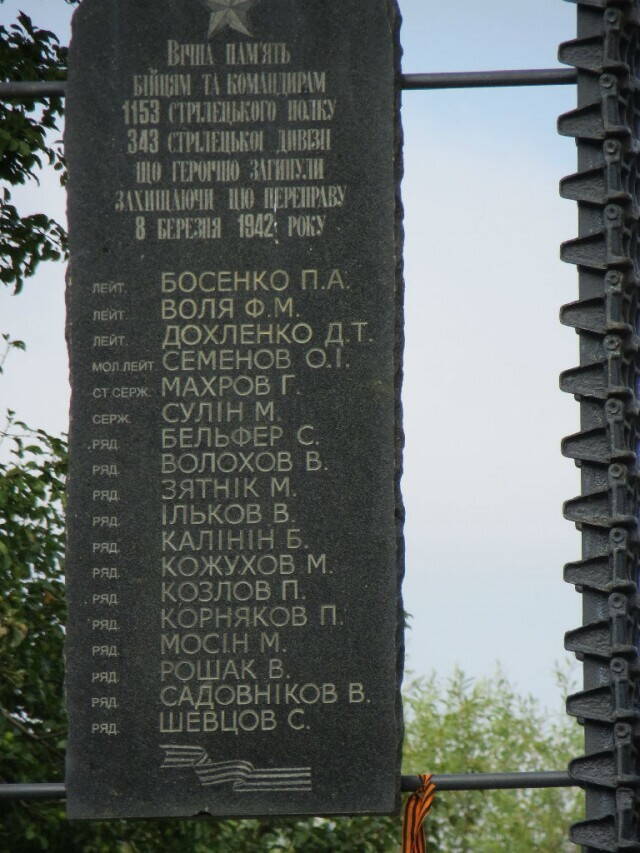 Вічна пам'ять
бійцям та командирам
1153 стрілецького полку
343 стрілецької дивізії
що героічно загинули
захищаючи цю переправу
8 березня 1942 року
ЛЕЙТ. БОСЕНКО П.А.
ЛЕЙТ. ВОЛЯ Ф.М.
ЛЕЙТ. ДОХЛЕНКО Д.Т.
МОЛ.ЛЕЙТ. СЕМЕНОВ О.І.
СТ.СЕРЖ. МАХРОВ Г.
СЕРЖ. СУЛІН М.
РЯД. БЕЛЬФЕР С.
РЯД. ВОЛОХОВ В.
РЯД. ЗЯТНІК М.
РЯД. ІЛЬКОВ В.
РЯД. КАЛІНІН Б.
РЯД. КОЖУХОВ М.
РЯД. КОЗЛОВ П.
РЯД. КОРНЯКОВ П.
РЯД. МОСІН М.
РЯД. РОШАК В.
РЯД. САДОВНІКОВ В.
РЯД. ШЕВЦОВ С.